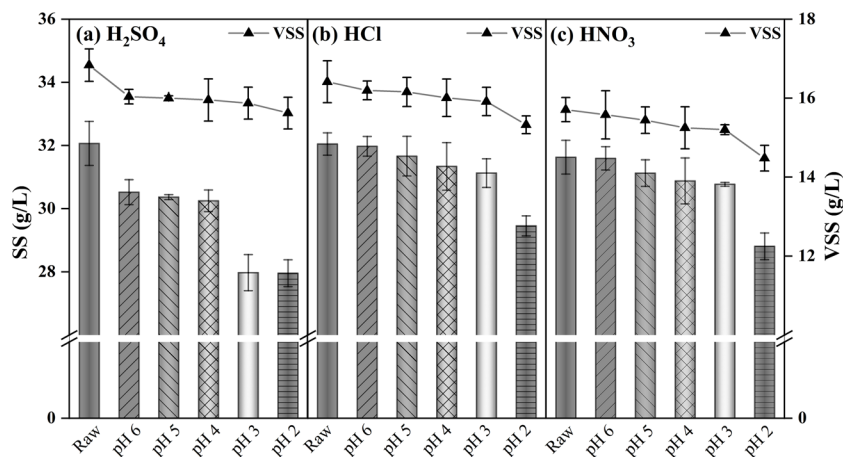 (a) H₂SO₄ VSS
(b) HCl VSS
(c) HNO₃ VSS
SS (g/L)
36
34
32
30
28
0
VSS (g/L)
18
16
14
12
0
Raw pH 6 pH 5 pH 4 pH 3 pH 2
Raw pH 6 pH 5 pH 4 pH 3 pH 2
Raw pH 6 pH 5 pH 4 pH 3 pH 2